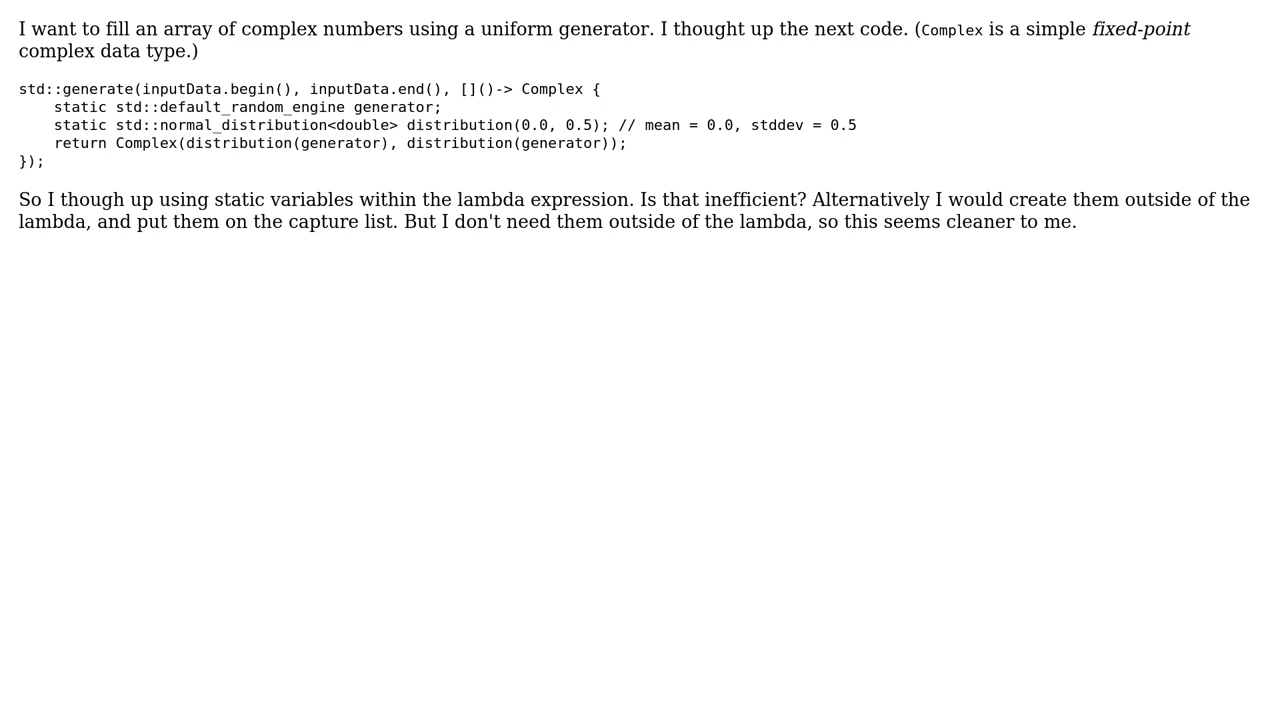 I want to fill an array of complex numbers using a uniform generator. I thought up the next code. (Complex is a simple fixed-point
complex data type.)
std::generate(inputData.begin(), inputData.end(), []()-> Complex {
    static std::default_random_engine generator;
    static std::normal_distribution<double> distribution(0.0, 0.5); // mean = 0.0, stddev = 0.5
    return Complex(distribution(generator), distribution(generator));
});
So I though up using static variables within the lambda expression. Is that inefficient? Alternatively I would create them outside of the
lambda, and put them on the capture list. But I don't need them outside of the lambda, so this seems cleaner to me.